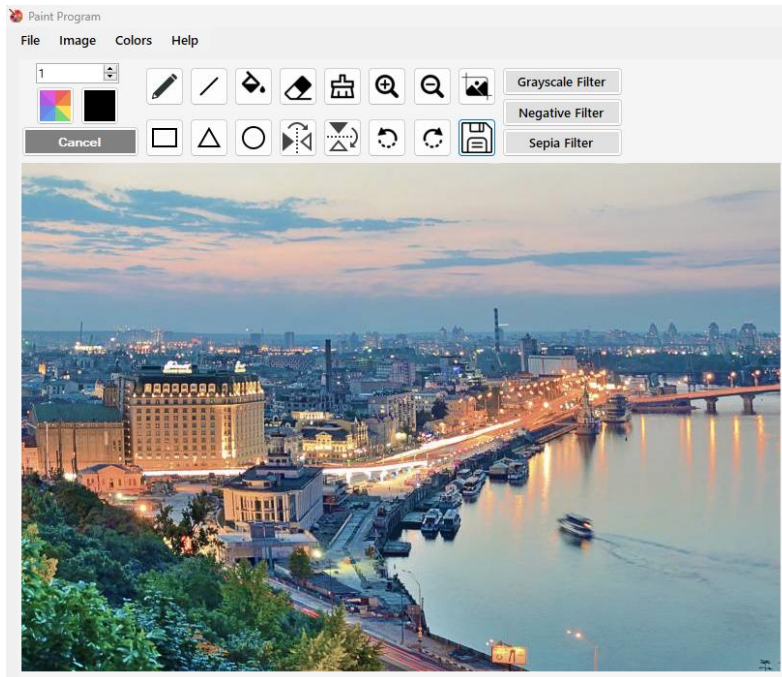 Paint Program
File Image Colors Help
1
Grayscale Filter
Negative Filter
Cancel
Sepia Filter